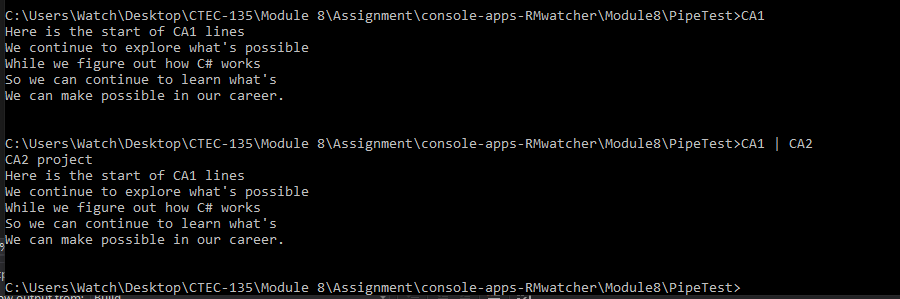 C:\Users\Watch\Desktop\CTEC-135\Module 8\Assignment\console-apps-RMwatcher\Module8\PipeTest>CA1
Here is the start of CA1 lines
We continue to explore what's possible
While we figure out how C# works
So we can continue to learn what's
We can make possible in our career.
C:\Users\Watch\Desktop\CTEC-135\Module 8\Assignment\console-apps-RMwatcher\Module8\PipeTest>CA1 | CA2
CA2 project
Here is the start of CA1 lines
We continue to explore what's possible
While we figure out how C# works
So we can continue to learn what's
We can make possible in our career.
C:\Users\Watch\Desktop\CTEC-135\Module 8\Assignment\console-apps-RMwatcher\Module8\PipeTest>